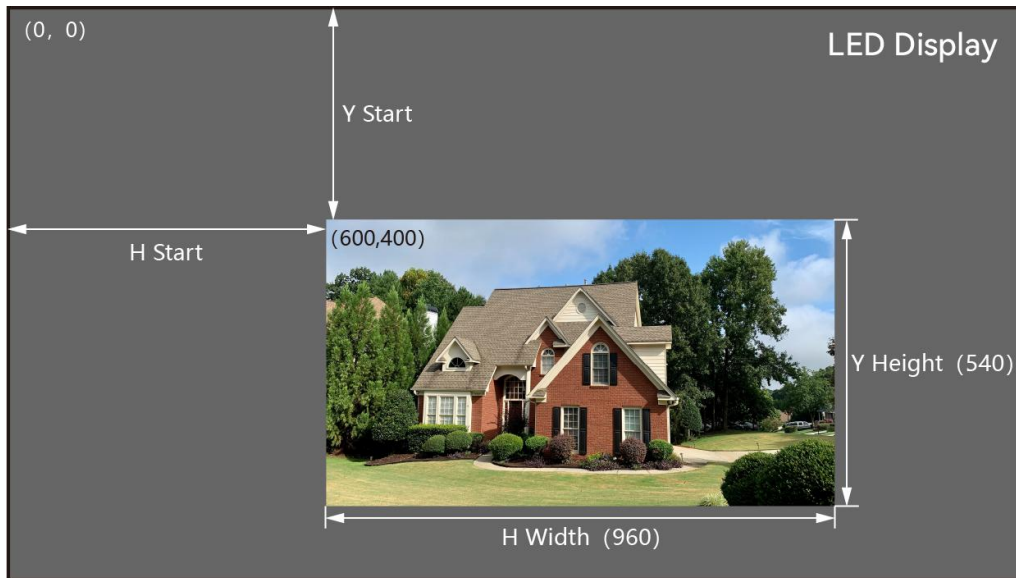 (0, 0)
LED Display
Y Start
H Start
(600,400)
Y Height (540)
H Width (960)